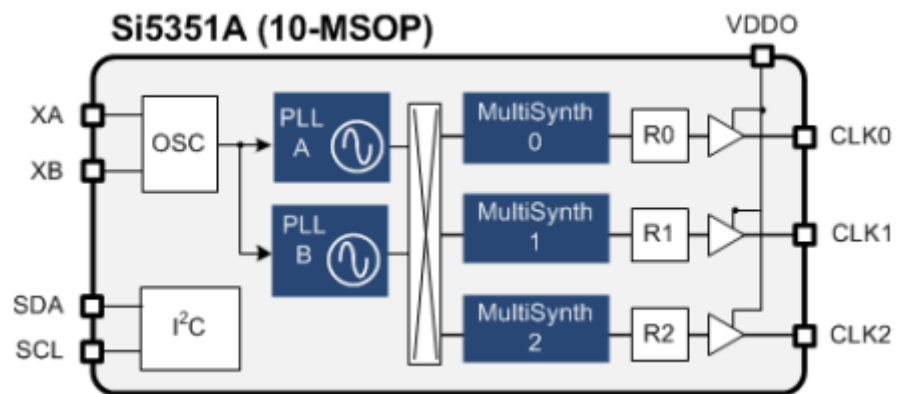 Si5351A (10-MSOP)
VDDO
XA
XB
OSC
PLL
A
PLL
B
MultiSynth
0
R0
CLK0
MultiSynth
1
R1
CLK1
MultiSynth
2
R2
CLK2
SDA
SCL
I²C